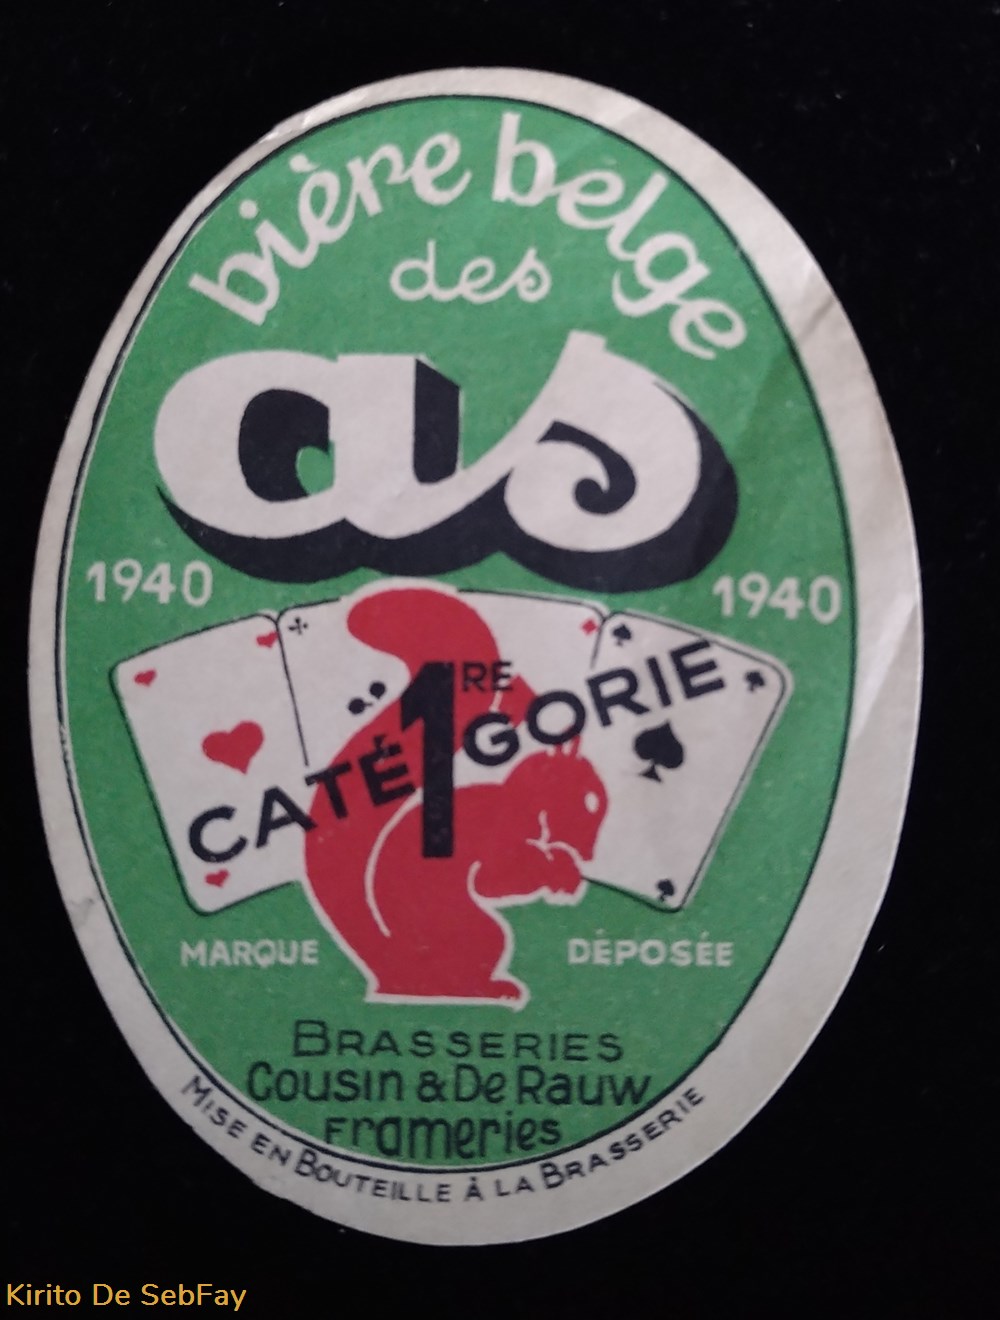 bière belge
des
as
1940 1940
1RE
CATÉGORIE
MARQUE DÉPOSÉE
BRASSERIES
Cousin & De Rauw
Frameries
MISE EN BOUTEILLE À LA BRASSERIE
Kirito De SebFay